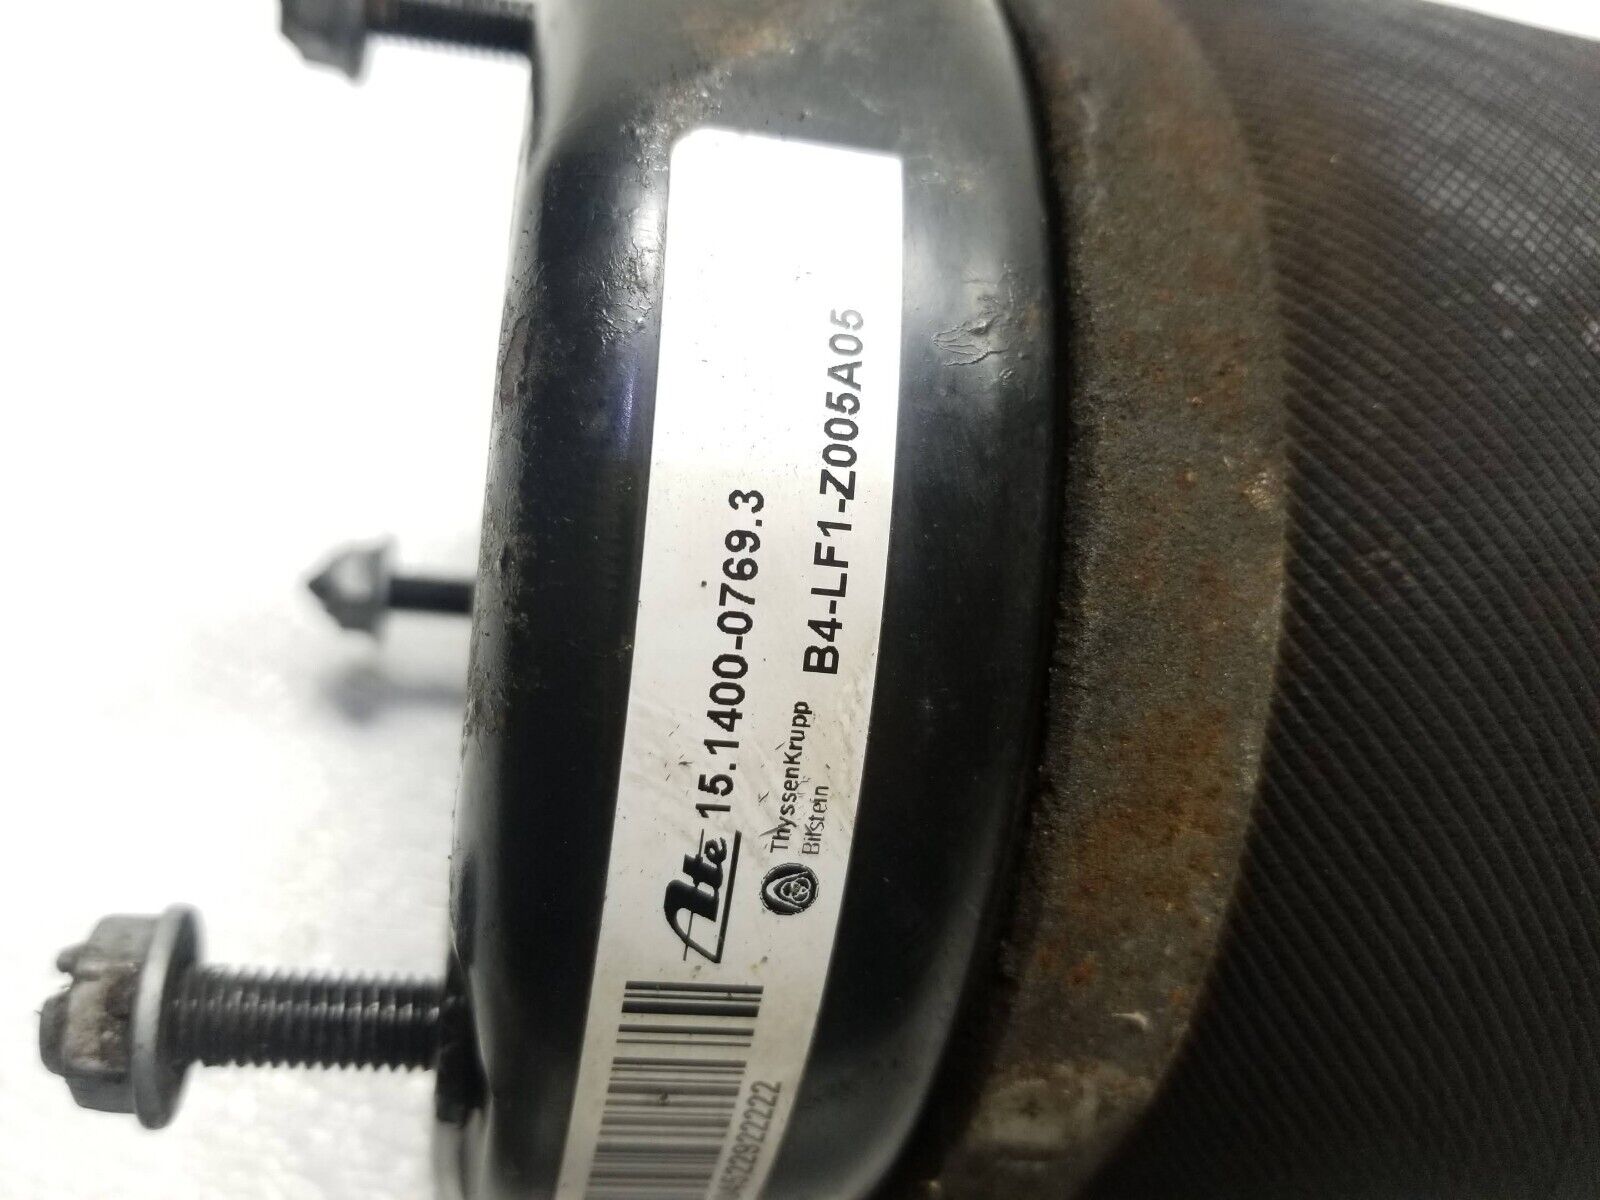 Ate 15.1400-0769.3
ThyssenKrupp
Bilstein
B4-LF1-Z005A05